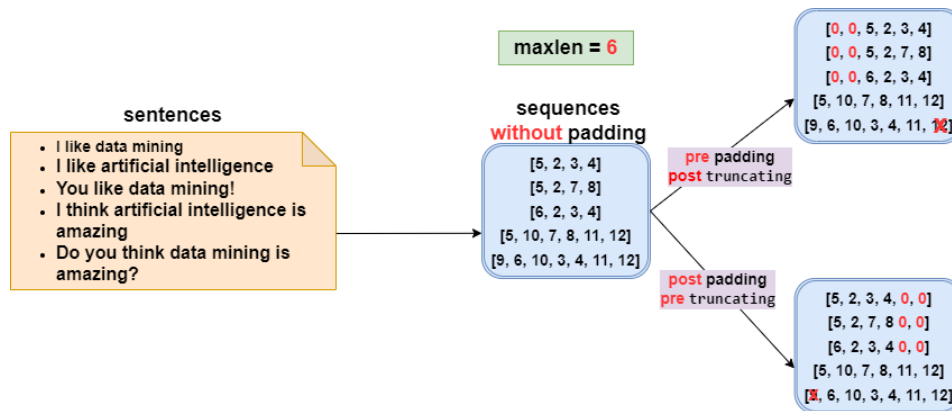 maxlen = 6
sentences
I like data mining
I like artificial intelligence
You like data mining!
I think artificial intelligence is
amazing
Do you think data mining is
amazing?
sequences
without padding
[5, 2, 3, 4]
[5, 2, 7, 8]
[6, 2, 3, 4]
[5, 10, 7, 8, 11, 12]
[9, 6, 10, 3, 4, 11, 12]
pre padding
post truncating
[0, 0, 5, 2, 3, 4]
[0, 0, 5, 2, 7, 8]
[0, 0, 6, 2, 3, 4]
[5, 10, 7, 8, 11, 12]
[9, 6, 10, 3, 4, 11, 12]
post padding
pre truncating
[5, 2, 3, 4, 0, 0]
[5, 2, 7, 8 0, 0]
[6, 2, 3, 4 0, 0]
[5, 10, 7, 8, 11, 12]
[9, 6, 10, 3, 4, 11, 12]